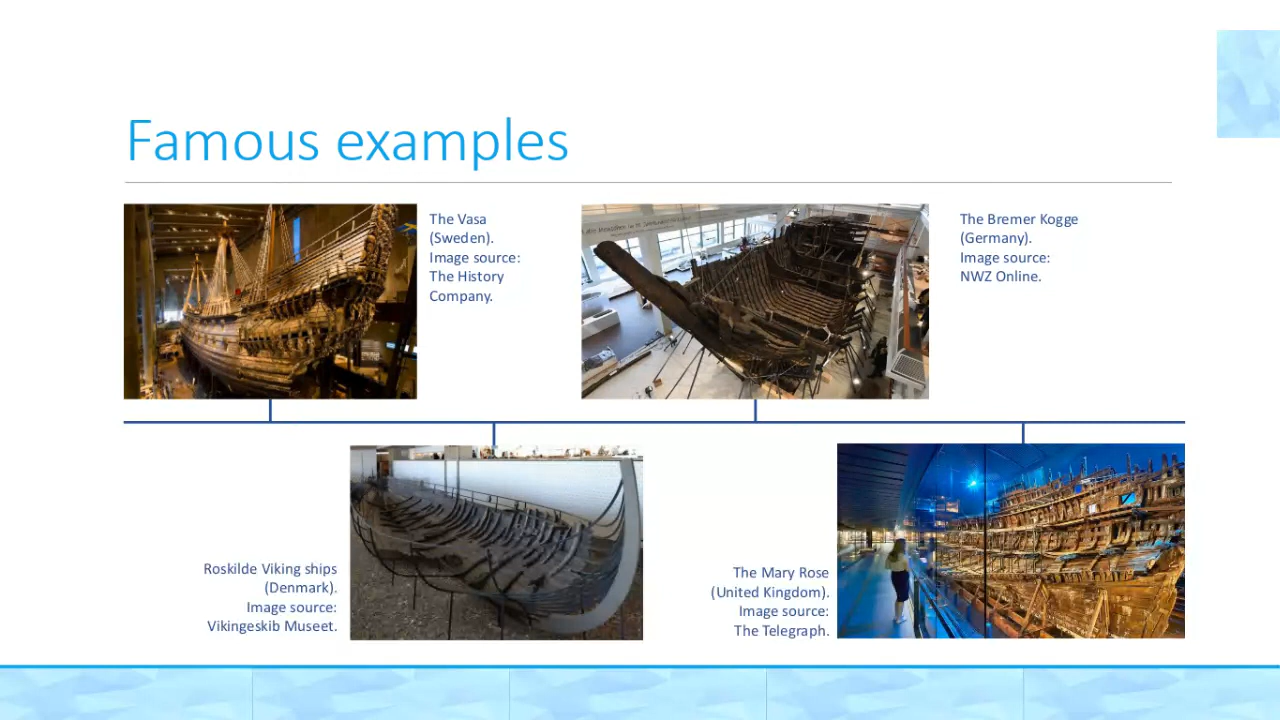 Famous examples
The Vasa
(Sweden).
Image source:
The History
Company.
The Bremer Kogge
(Germany).
Image source:
NWZ Online.
Roskilde Viking ships
(Denmark).
Image source:
Vikingeskib Museet.
The Mary Rose
(United Kingdom).
Image source:
The Telegraph.